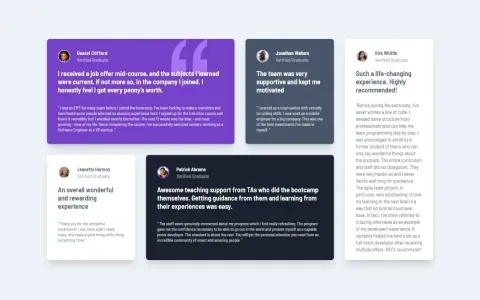 Daniel Clifford
Verified Graduate
I received a job offer mid-course, and the subjects I learned
were current, if not more so, in the company I joined. I
honestly feel I got every penny's worth.
" I was an EMT for many years before I joined the bootcamp. I've been looking to make a transition and
have heard some people who had an amazing experience here. I signed up for the free intro course and
found it incredibly fun! I enrolled shortly thereafter. The next 12 weeks was the best - and most
grueling - time of my life. Since completing the course, I've successfully switched careers, working as a
Software Engineer at a VR startup. "
Jonathan Walters
Verified Graduate
The team was very
supportive and kept me
motivated
" I started as a total newbie with virtually
no coding skills. I now work as a mobile
engineer for a big company. This was one
of the best investments I've made in
myself. "
Kira Whittle
Verified Graduate
Such a life-changing
experience. Highly
recommended!
" Before joining the bootcamp, I've
never written a line of code. I
needed some structure from
professionals who can help me
learn programming step by step. I
was encouraged to enroll by a
former student of theirs who can
only say wonderful things about
the program. The entire curriculum
and staff did not disappoint. They
were very hands-on and I never
had to wait long for assistance.
The agile team project, in
particular, was outstanding. It took
my learning to the next level in a
way that no tutorial could ever
have. In fact, I've often referred to
it during interviews as an example
of my developent experience. It
certainly helped me land a job as a
full-stack developer after receiving
multiple offers. 100% recommend! "
Jeanette Harmon
Verified Graduate
An overall wonderful
and rewarding
experience
" Thank you for the wonderful
experience! I now have a job I really
enjoy, and make a good living while doing
something I love. "
Patrick Abrams
Verified Graduate
Awesome teaching support from TAs who did the bootcamp
themselves. Getting guidance from them and learning from
their experiences was easy.
" The staff seem genuinely concerned about my progress which I find really refreshing. The program
gave me the confidence necessary to be able to go out in the world and present myself as a capable
junior developer. The standard is above the rest. You will get the personal attention you need from an
incredible community of smart and amazing people. "